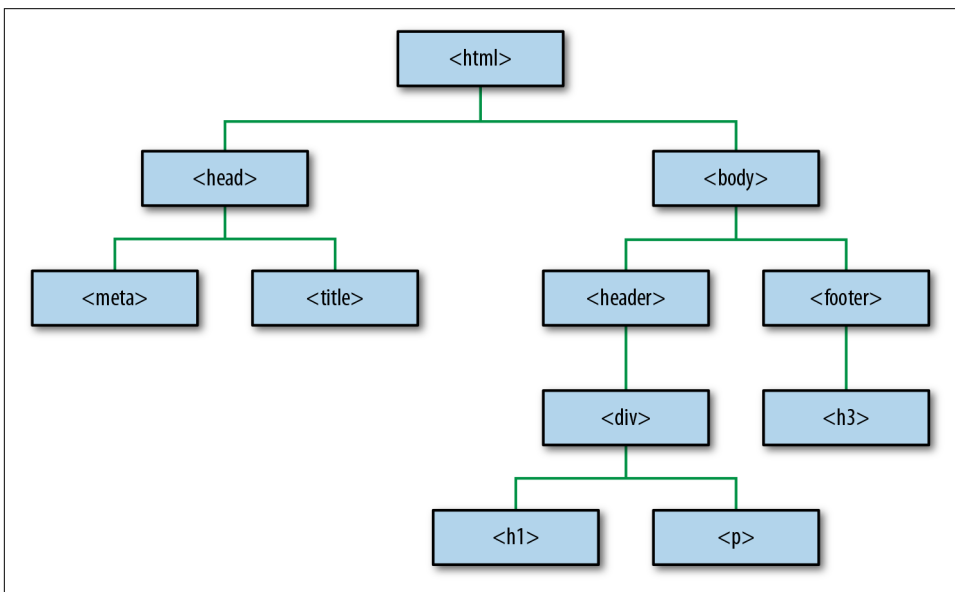 <html>
<head>
<body>
<meta>
<title>
<header>
<footer>
<div>
<h3>
<h1>
<p>